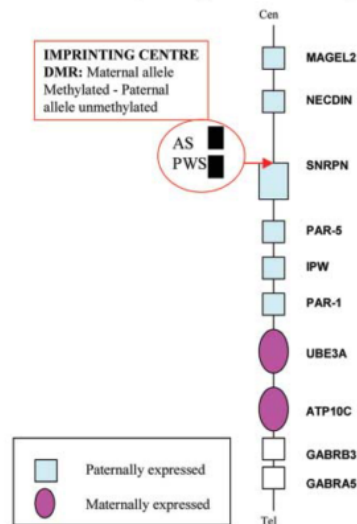 Cen
IMPRINTING CENTRE
DMR: Maternal allele
Methylated - Paternal
allele unmethylated
MAGEL2
NECDIN
AS
PWS
SNRPN
PAR-5
IPW
PAR-1
UBE3A
ATP10C
GABRB3
GABRA5
Paternally expressed
Maternally expressed
Tel